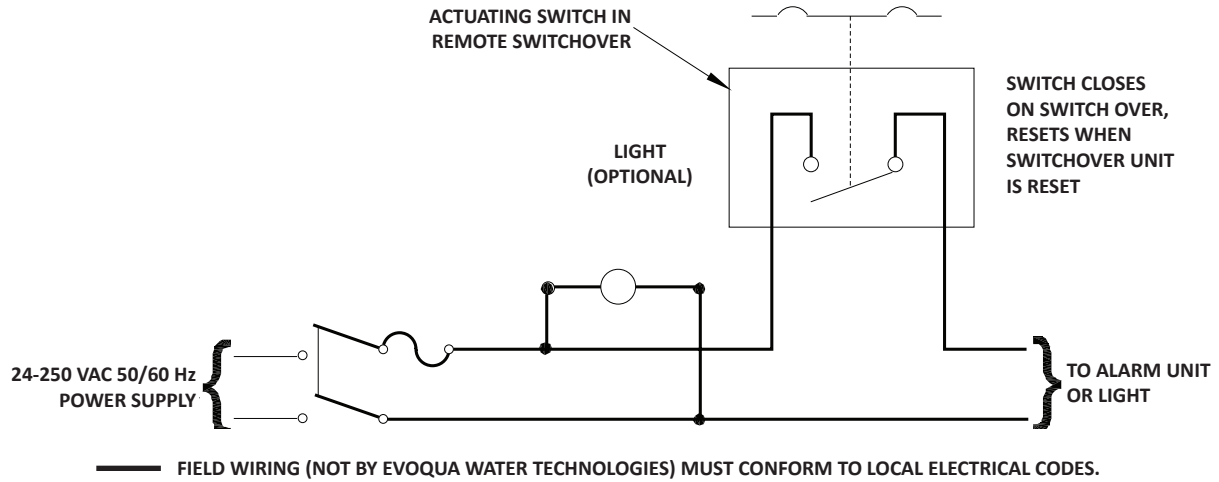 ACTUATING SWITCH IN
REMOTE SWITCHOVER
SWITCH CLOSES
ON SWITCH OVER,
RESETS WHEN
SWITCHOVER UNIT
IS RESET
LIGHT
(OPTIONAL)
24-250 VAC 50/60 Hz
POWER SUPPLY
TO ALARM UNIT
OR LIGHT
FIELD WIRING (NOT BY EVOQUA WATER TECHNOLOGIES) MUST CONFORM TO LOCAL ELECTRICAL CODES.